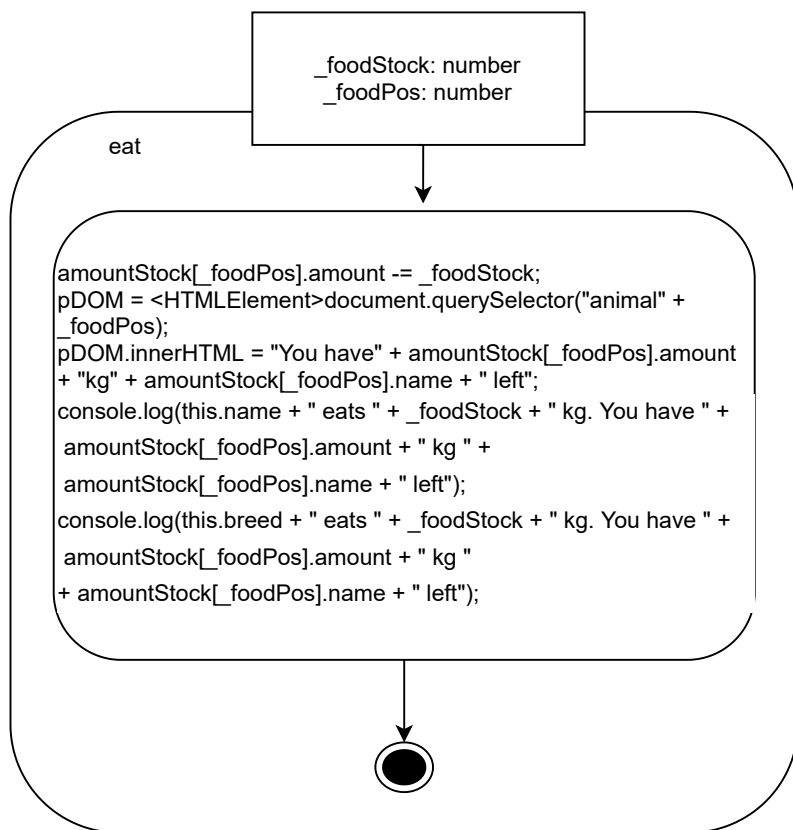 _foodStock: number
_foodPos: number
eat
amountStock[_foodPos].amount -= _foodStock;
pDOM = <HTMLElement>document.querySelector("animal" +
_foodPos);
pDOM.innerHTML = "You have" + amountStock[_foodPos].amount
+ "kg" + amountStock[_foodPos].name + " left";
console.log(this.name + " eats " + _foodStock + " kg. You have " +
amountStock[_foodPos].amount + " kg " +
amountStock[_foodPos].name + " left");
console.log(this.breed + " eats " + _foodStock + " kg. You have " +
amountStock[_foodPos].amount + " kg "
+ amountStock[_foodPos].name + " left");